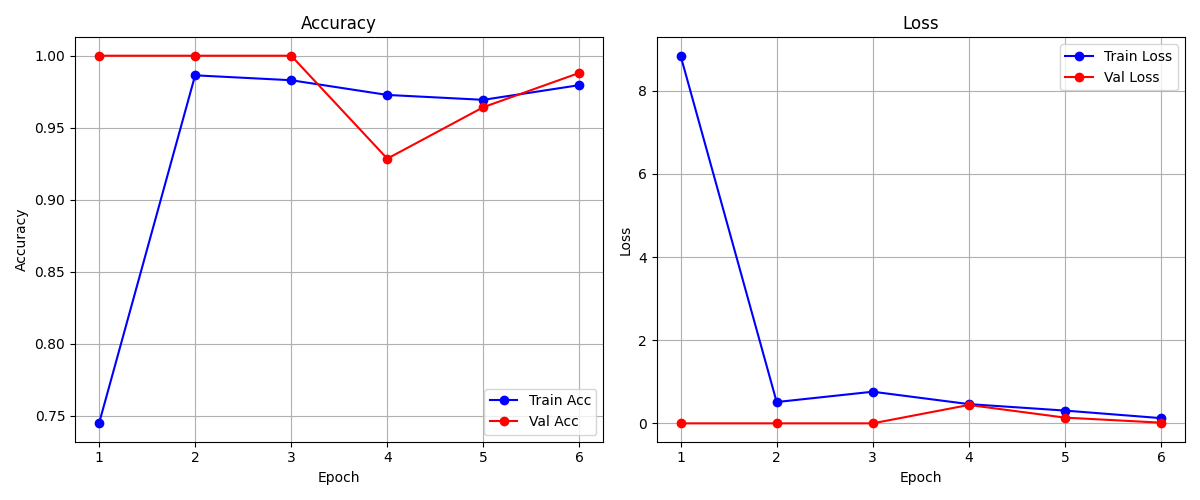 Accuracy
Loss
1.00
0.95
0.90
0.85
0.80
0.75
Accuracy
Train Acc
Val Acc
1 2 3 4 5 6
Epoch
8
6
4
2
0
Loss
Train Loss
Val Loss
1 2 3 4 5 6
Epoch